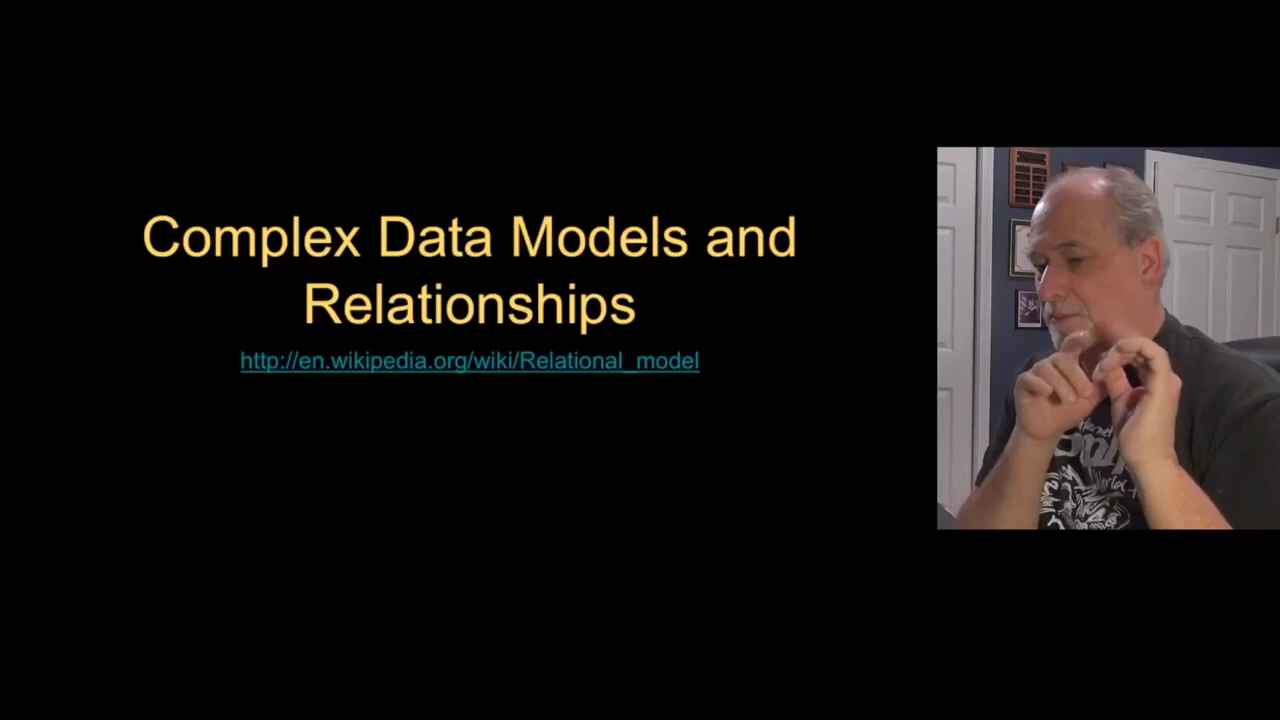 Complex Data Models and
Relationships
http://en.wikipedia.org/wiki/Relational_model